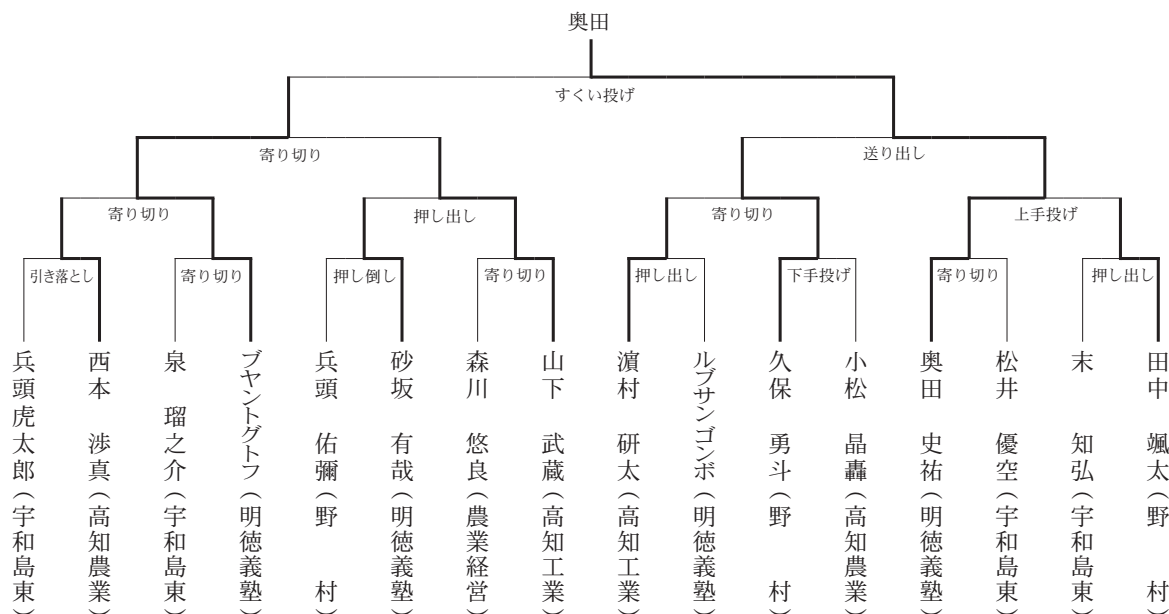 奥田
すくい投げ
寄り切り
送り出し
寄り切り
押し出し
寄り切り
上手投げ
引き落とし
寄り切り
押し倒し
寄り切り
押し出し
下手投げ
寄り切り
押し出し
兵頭虎太郎(宇和島東)
西本 渉真(高知農業)
泉 瑠之介(宇和島東)
ブヤントグトフ(明徳義塾)
兵頭 佑彌(野村)
砂坂 有哉(明徳義塾)
森川 悠良(農業経営)
山下 武蔵(高知工業)
濵村 研太(高知工業)
ルブサンゴンボ(明徳義塾)
久保 勇斗(野村)
小松 晶轟(高知農業)
奥田 史祐(明徳義塾)
松井 優空(宇和島東)
末 知弘(宇和島東)
田中 颯太(野村)